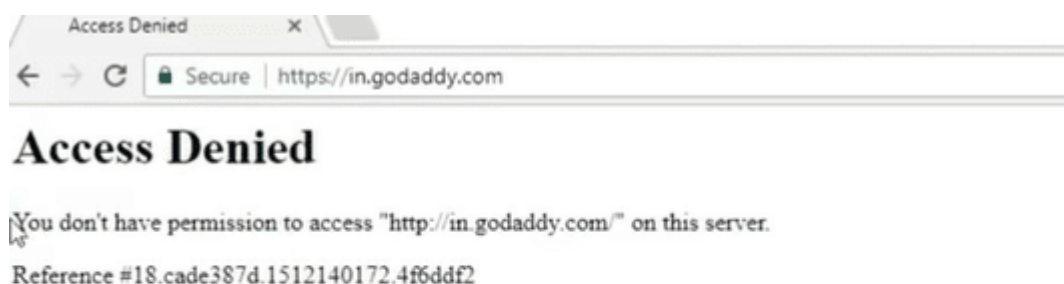 Access Denied
Secure | https://in.godaddy.com
Access Denied
You don't have permission to access "http://in.godaddy.com/" on this server.
Reference #18.cade387d.1512140172.4f6ddf2